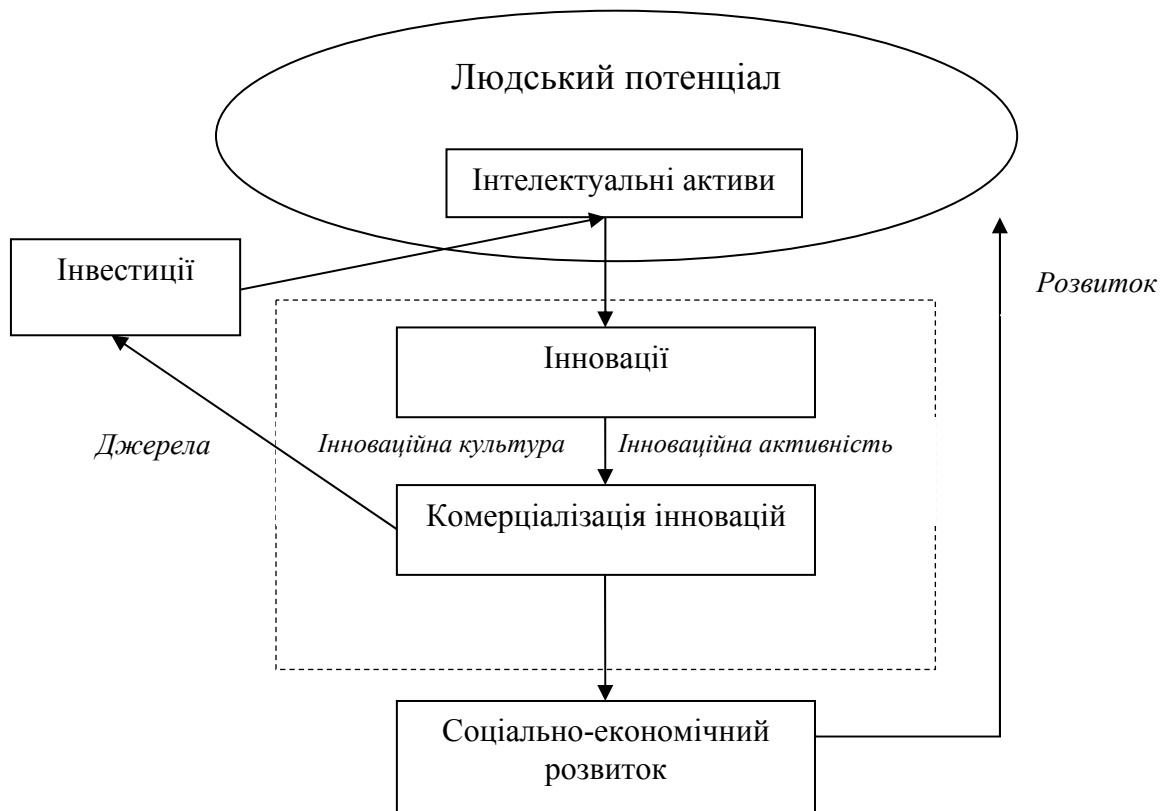 Людський потенціал
Інтелектуальні активи
Інвестиції
Розвиток
Інновації
Джерела
Інноваційна культура
Інноваційна активність
Комерціалізація інновацій
Соціально-економічний
розвиток